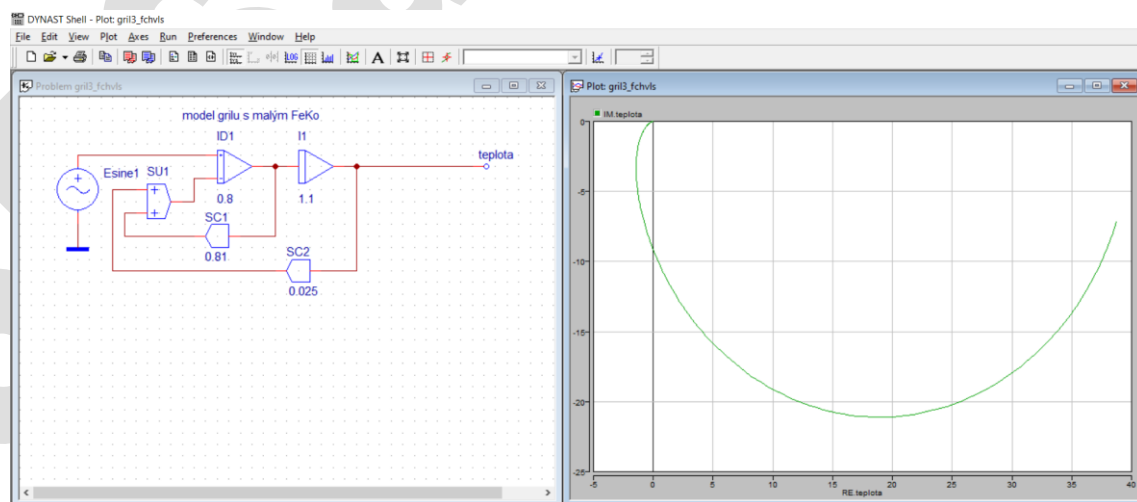 DYNAST Shell - Plot: gril3_fchvls
File Edit View Plot Axes Run Preferences Window Help
Problem gril3_fchvls
model grilu s malým FeKo
ID1 I1
teplota
Esine1 SU1
0.8 1.1
SC1
0.81 SC2
0.025
Plot: gril3_fchvls
IM.teplota
0
-5
-10
-15
-20
-25
-5 0 5 10 15 20 25 30 35 40
RE.teplota